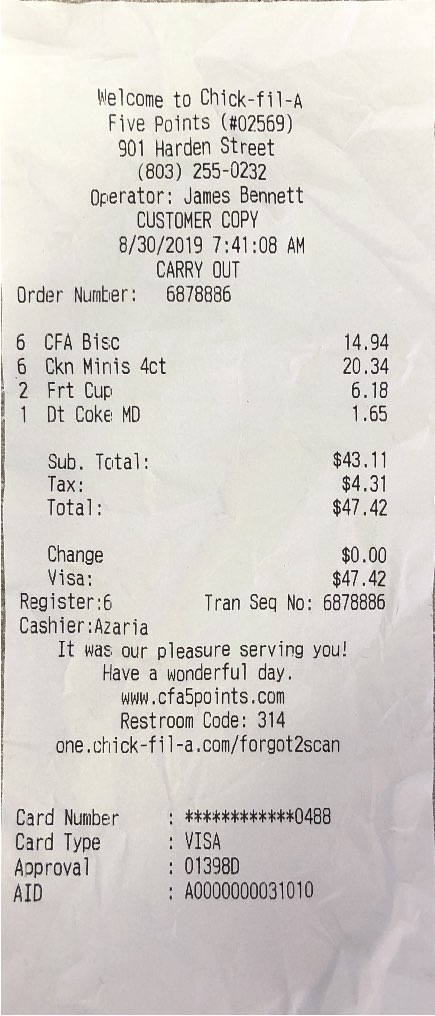 Welcome to Chick-fil-A
Five Points (#02569)
901 Harden Street
(803) 255-0232
Operator: James Bennett
CUSTOMER COPY
8/30/2019 7:41:08 AM
CARRY OUT
Order Number: 6878886
6 CFA Bisc 14.94
6 Ckn Minis 4ct 20.34
2 Frt Cup 6.18
1 Dt Coke MD 1.65
Sub. Total: $43.11
Tax: $4.31
Total: $47.42
Change $0.00
Visa: $47.42
Register:6 Tran Seq No: 6878886
Cashier:Azaria
It was our pleasure serving you!
Have a wonderful day.
www.cfa5points.com
Restroom Code: 314
one.chick-fil-a.com/forgot2scan
Card Number : ************0488
Card Type : VISA
Approval : 01398D
AID : A0000000031010